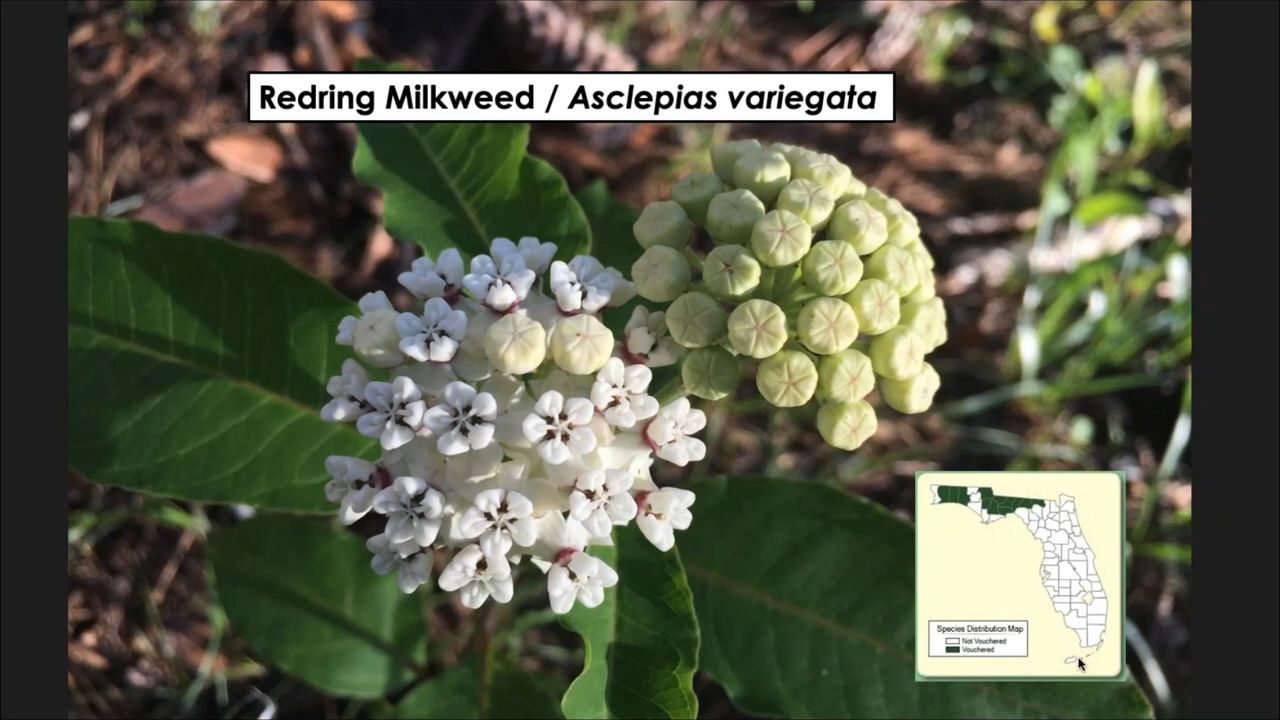 Redring Milkweed / Asclepias variegata
Species Distribution Map
Not Vouchered
Vouchered